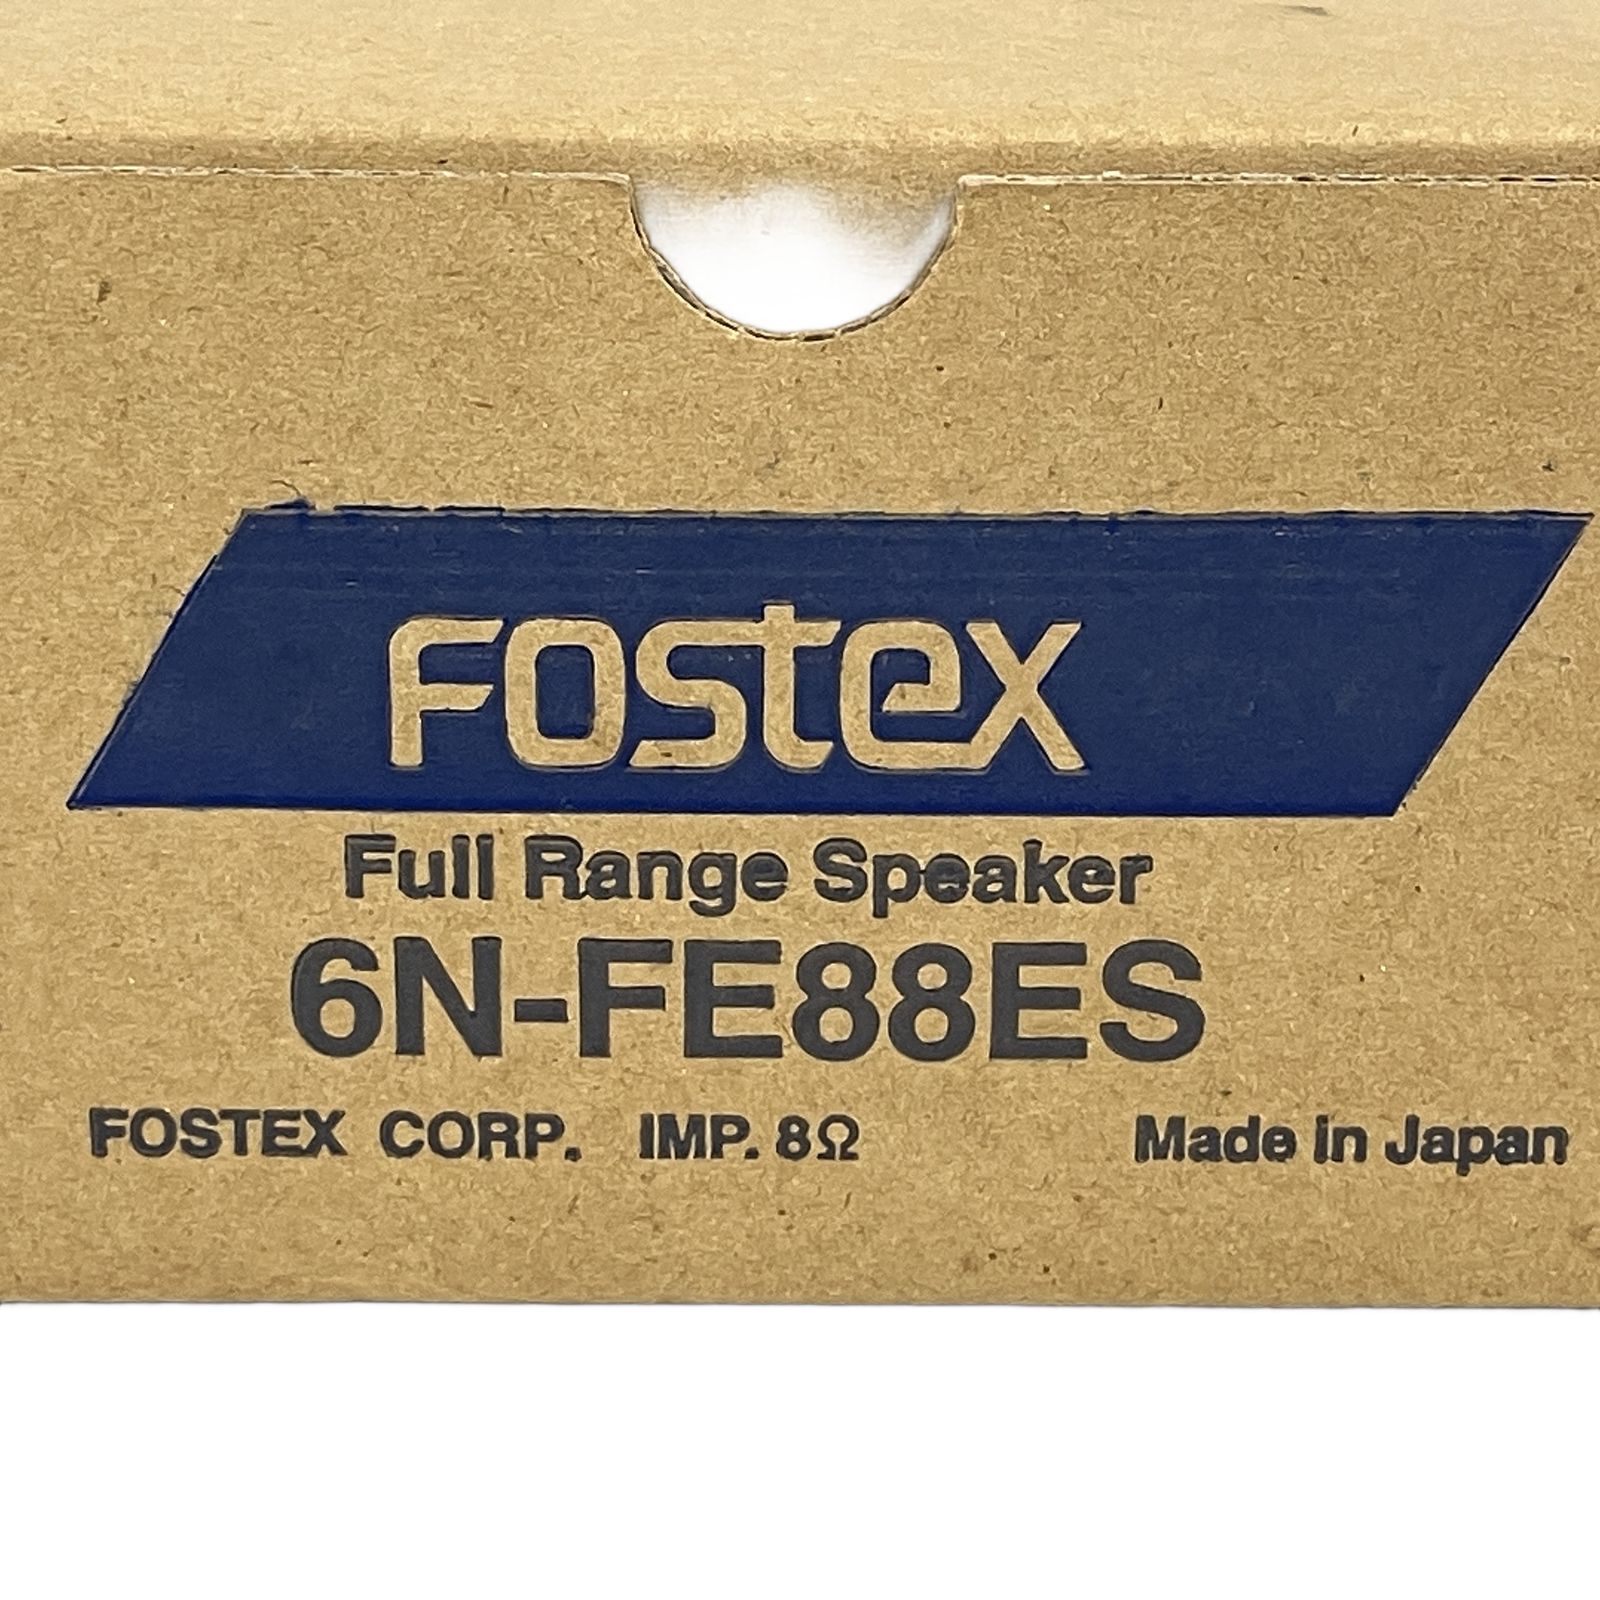 Fostex
Full Range Speaker
6N-FE88ES
FOSTEX CORP. IMP. 8Ω Made in Japan